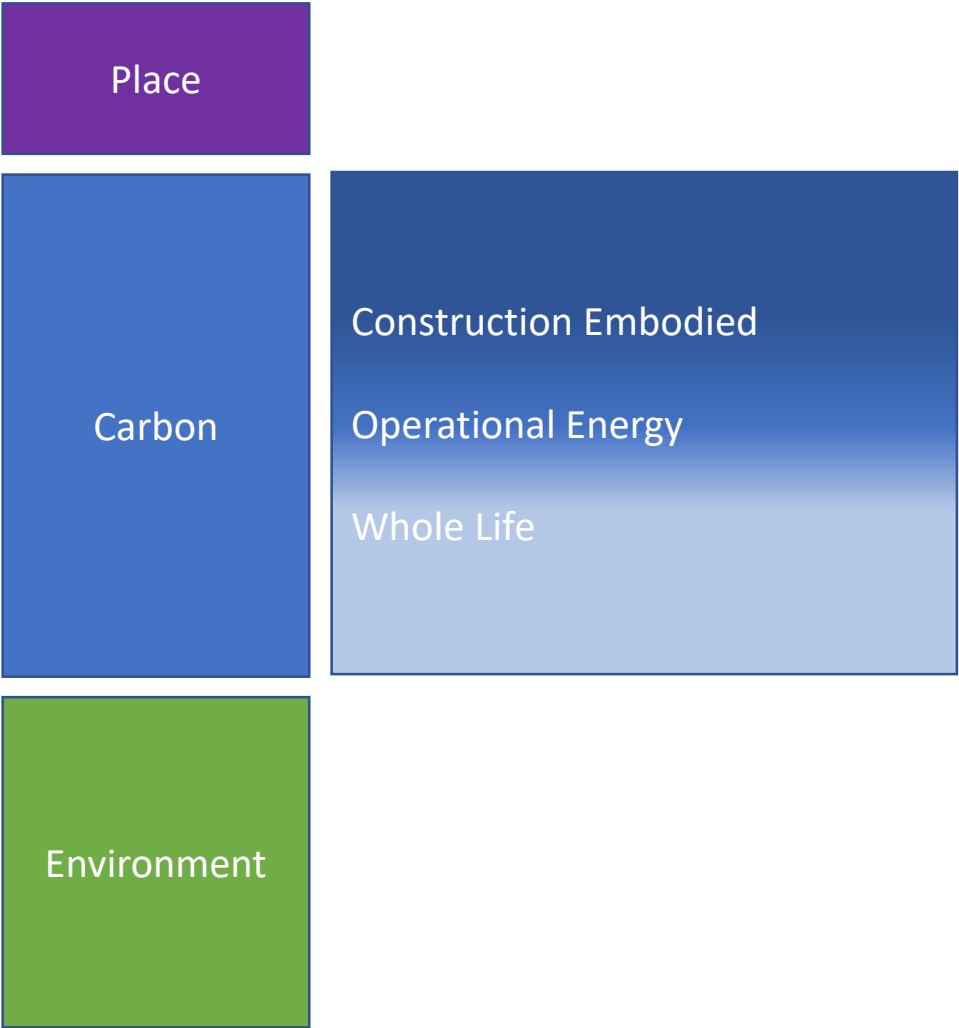 Place
Carbon
Construction Embodied
Operational Energy
Whole Life
Environment